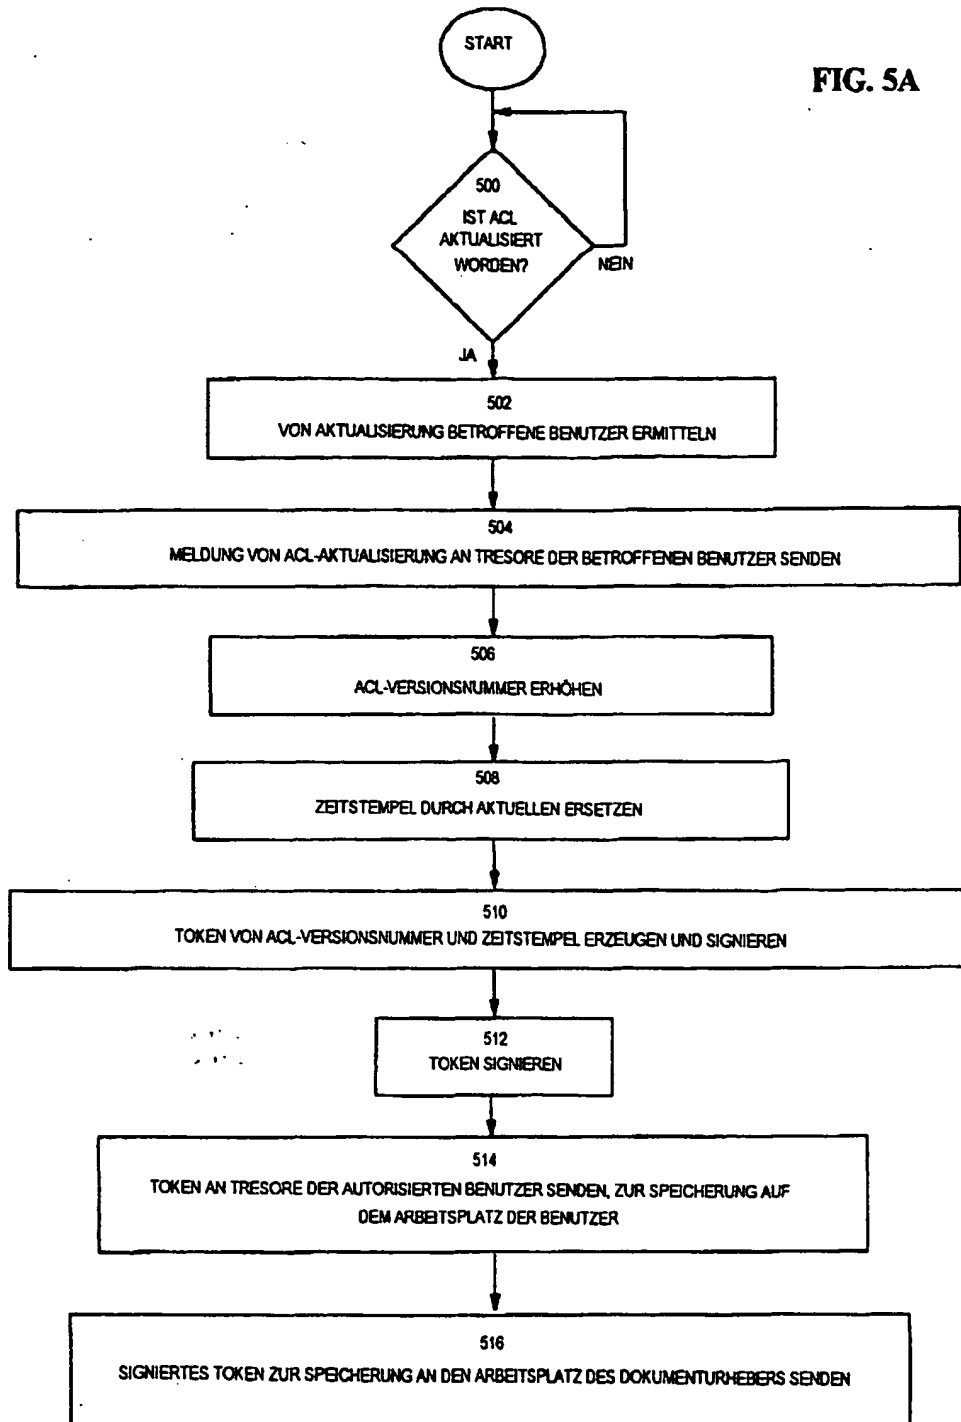 START
FIG. 5A
500
IST ACL
AKTUALISIERT
WORDEN?
NEIN
JA
502
VON AKTUALISIERUNG BETROFFENE BENUTZER ERMITTELN
504
MELDUNG VON ACL-AKTUALISIERUNG AN TRESORE DER BETROFFENEN BENUTZER SENDEN
506
ACL-VERSIONSNUMMER ERHÖHEN
508
ZEITSTEMPEL DURCH AKTUELLEN ERSETZEN
510
TOKEN VON ACL-VERSIONSNUMMER UND ZEITSTEMPEL ERZEUGEN UND SIGNIEREN
512
TOKEN SIGNIEREN
514
TOKEN AN TRESORE DER AUTORISIERTEN BENUTZER SENDEN, ZUR SPEICHERUNG AUF
DEM ARBEITSPLATZ DER BENUTZER
516
SIGNIERTES TOKEN ZUR SPEICHERUNG AN DEN ARBEITSPLATZ DES DOKUMENTURHEBERS SENDEN